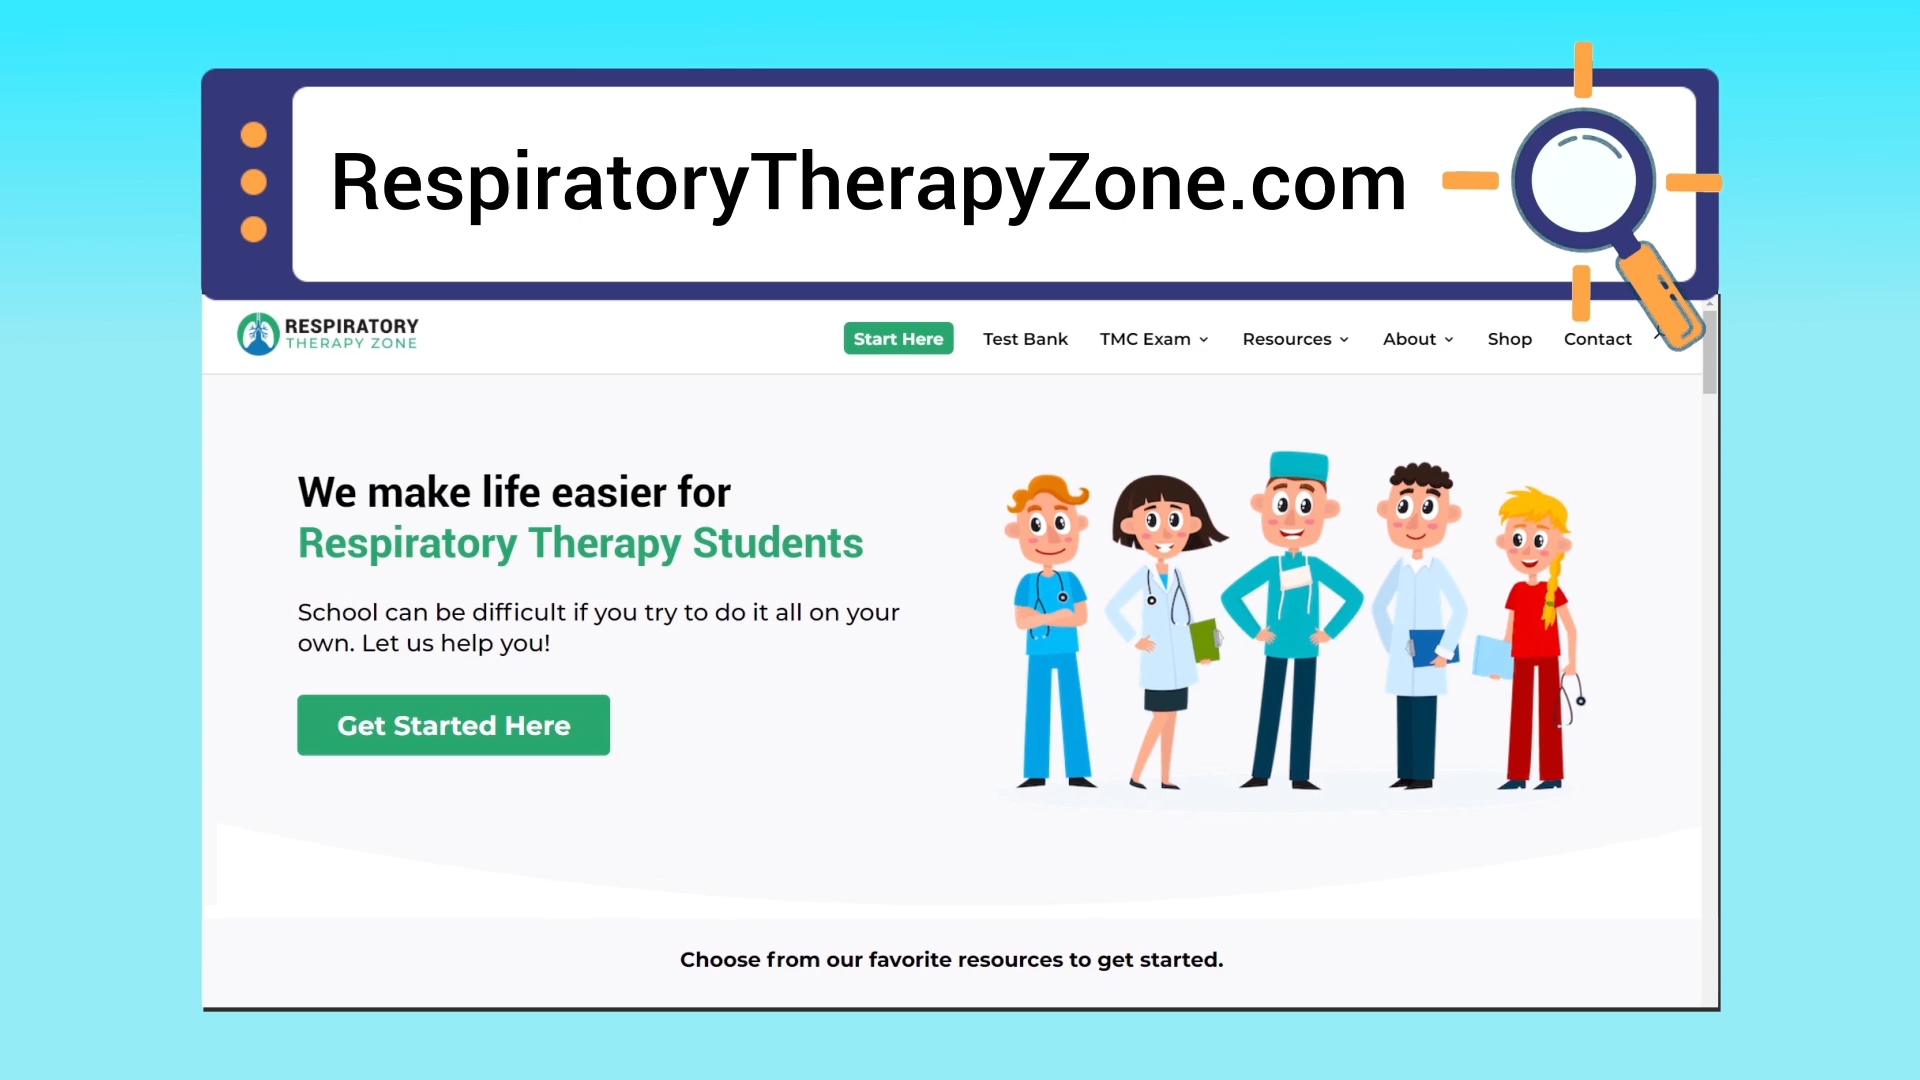 RespiratoryTherapyZone.com
RESPIRATORY
THERAPY ZONE
Start Here Test Bank TMC Exam Resources About Shop Contact
We make life easier for
Respiratory Therapy Students
School can be difficult if you try to do it all on your
own. Let us help you!
Get Started Here
Choose from our favorite resources to get started.